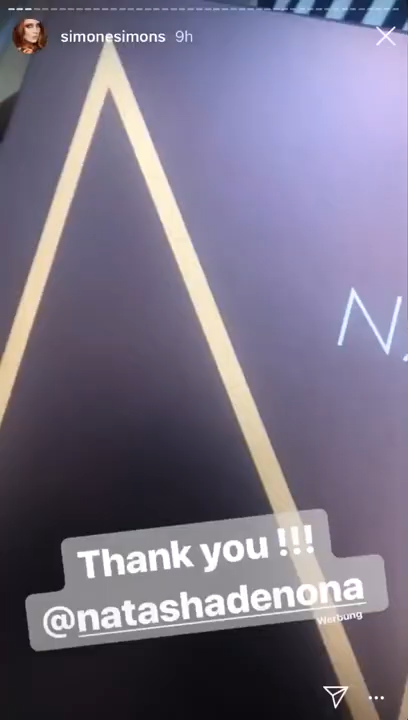 simonesimons 9h
N
Thank you !!!
@natashadenona
Werbung